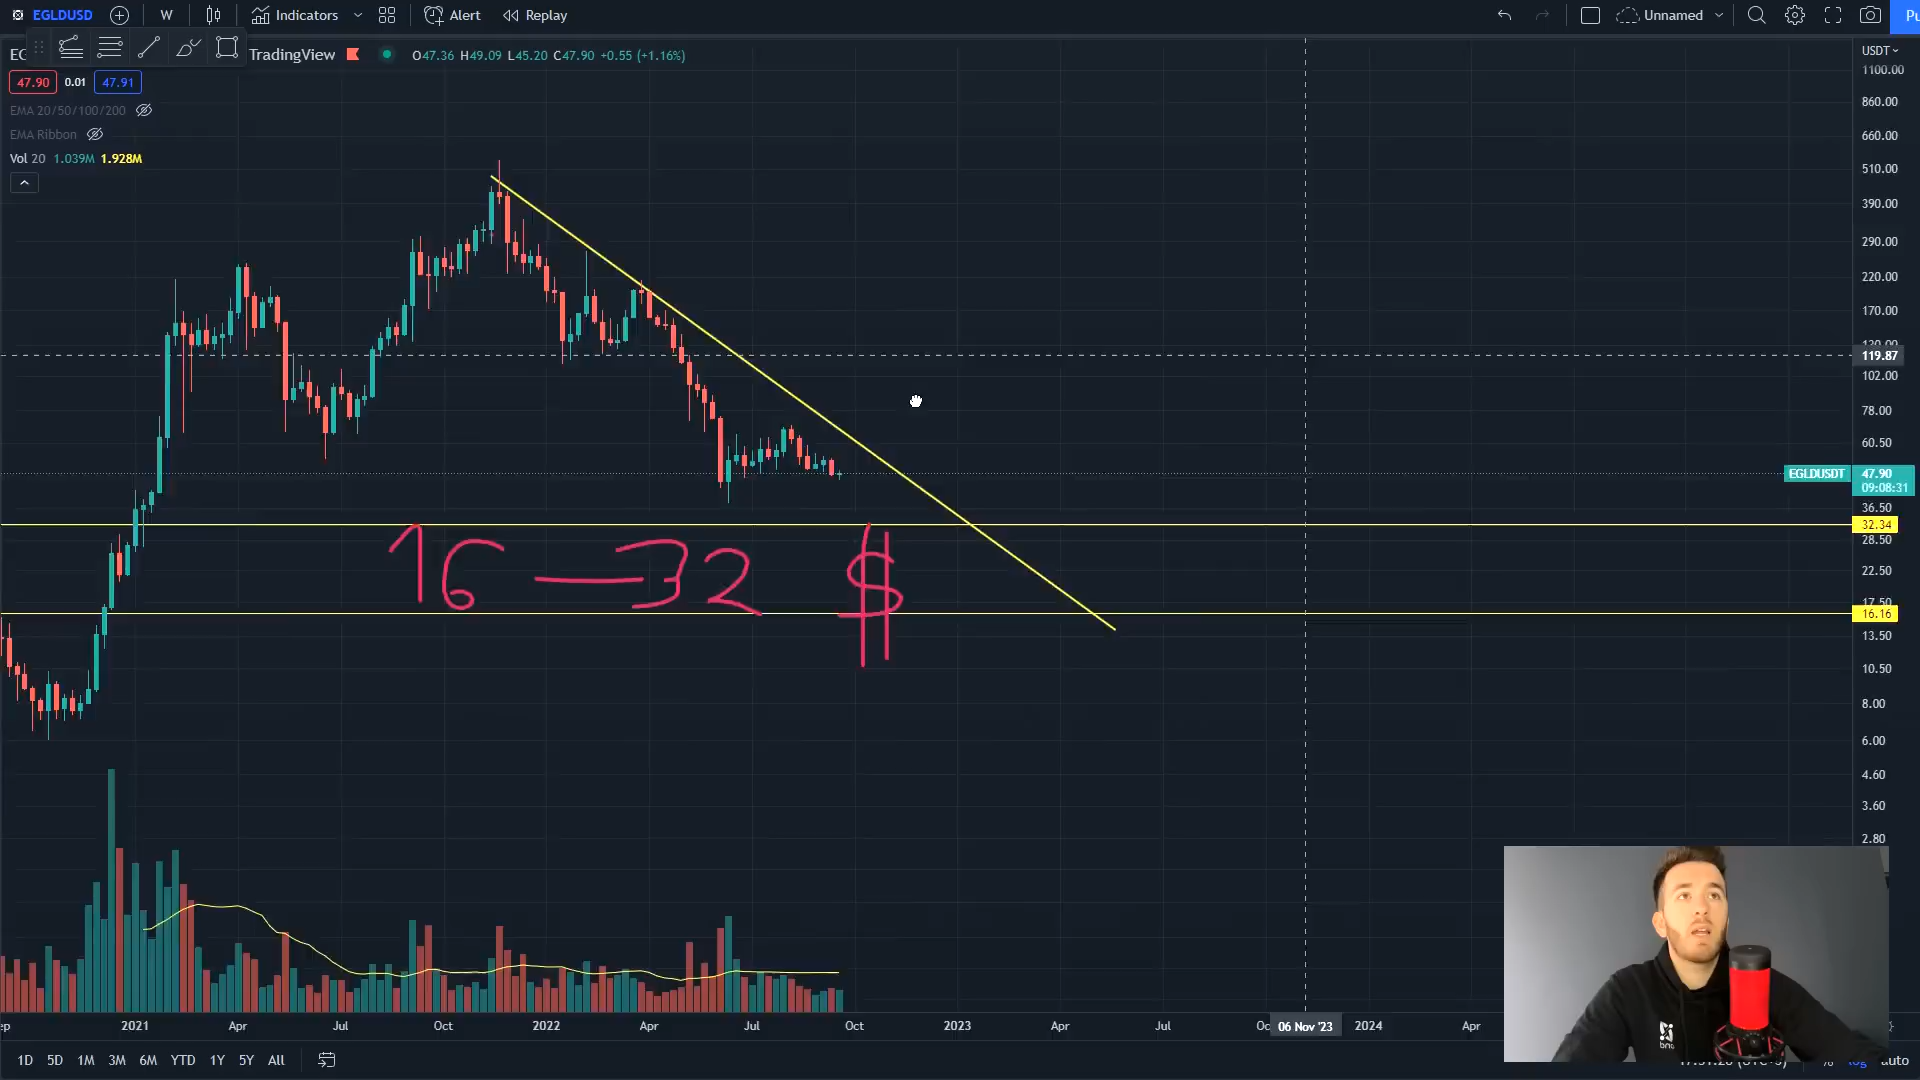 EGLDUSD W Indicators Alert Replay Unnamed Pu
EG TradingView O47.36 H49.09 L45.20 C47.90 +0.55 (+1.16%) USDT
47.90 0.01 47.91
EMA 20/50/100/200
EMA Ribbon
Vol 20 1.039M 1.928M
1100.00
860.00
660.00
510.00
390.00
290.00
220.00
170.00
119.87
102.00
78.00
60.50
EGLDUSDT 47.90
09:08:31
36.50
32.34
28.50
22.50
17.50
16.16
13.50
10.50
8.00
6.00
4.60
3.60
2.80
16 — 32 $
2021 Apr Jul Oct 2022 Apr Jul Oct 2023 Apr Jul 06 Nov '23 2024 Apr
1D 5D 1M 3M 6M YTD 1Y 5Y All % log auto